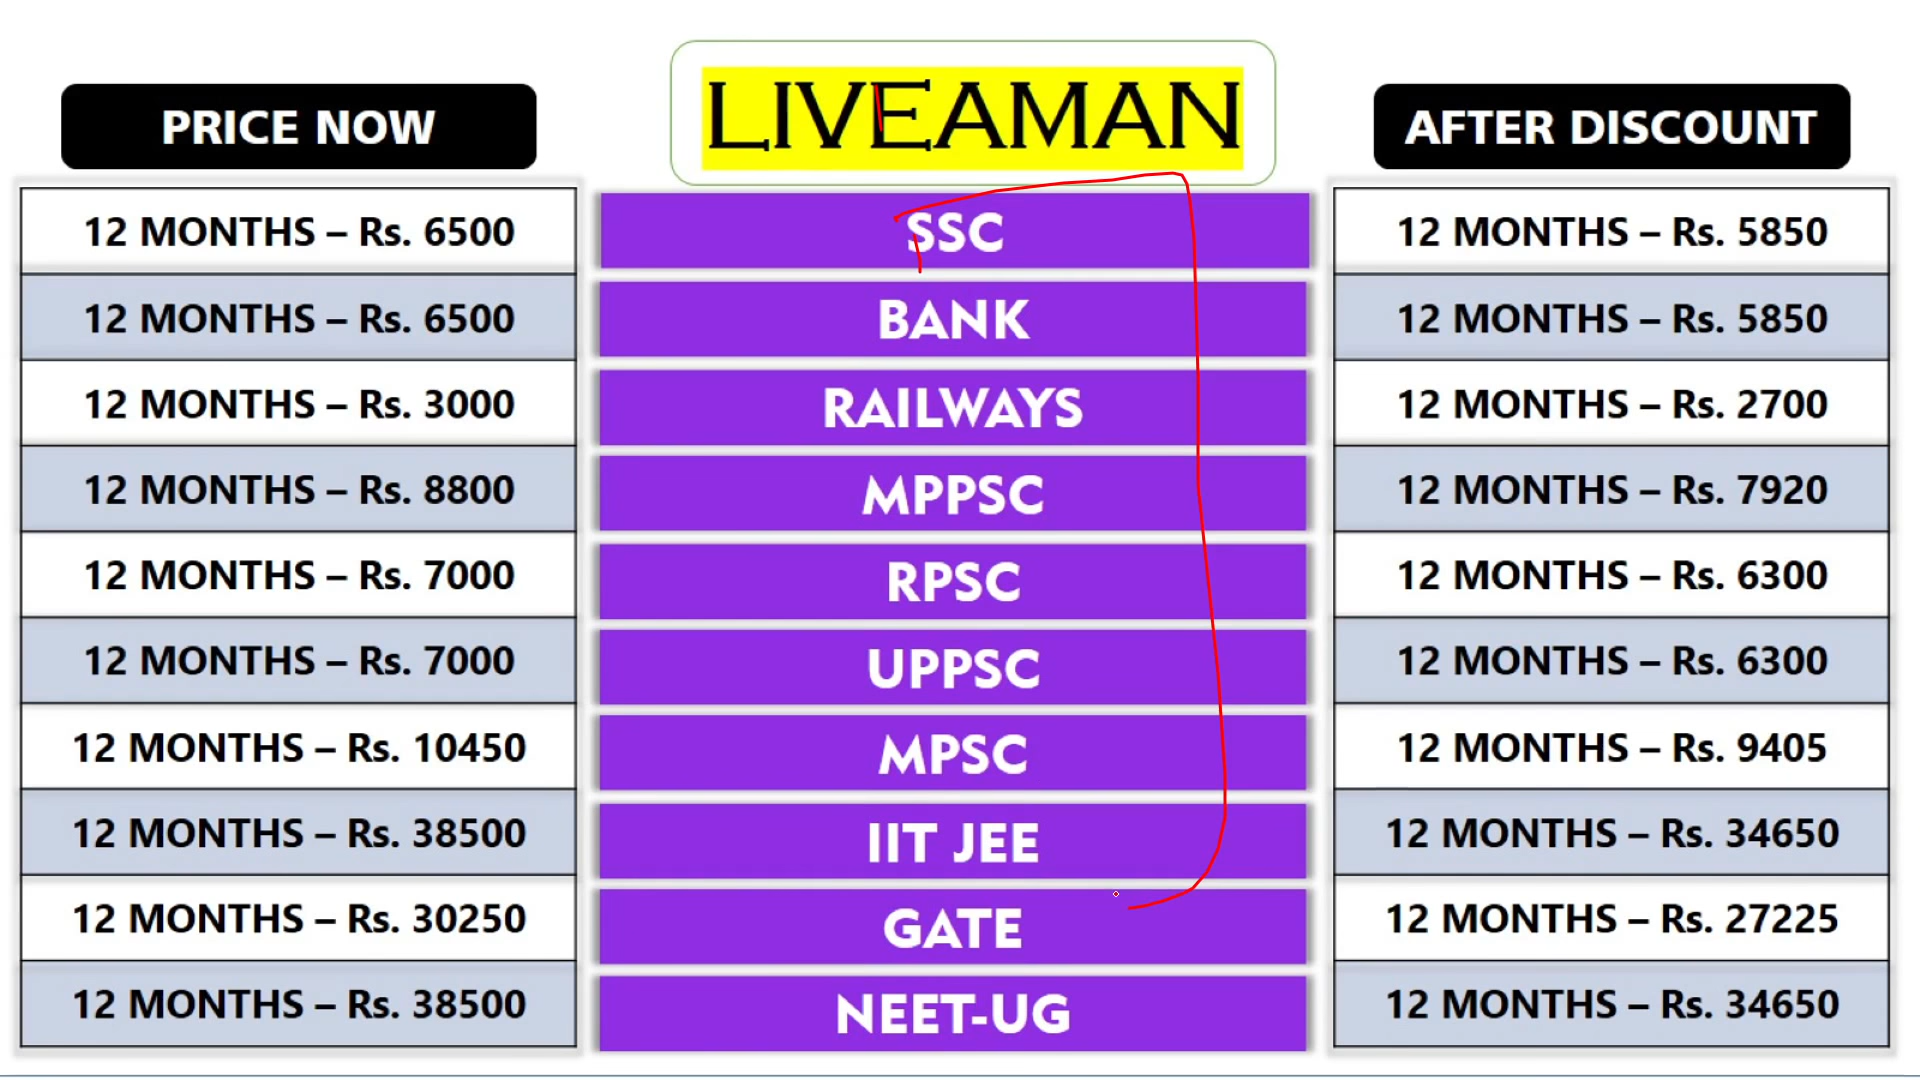 LIVEAMAN
PRICE NOW
AFTER DISCOUNT
12 MONTHS – Rs. 6500 SSC 12 MONTHS – Rs. 5850
12 MONTHS – Rs. 6500 BANK 12 MONTHS – Rs. 5850
12 MONTHS – Rs. 3000 RAILWAYS 12 MONTHS – Rs. 2700
12 MONTHS – Rs. 8800 MPPSC 12 MONTHS – Rs. 7920
12 MONTHS – Rs. 7000 RPSC 12 MONTHS – Rs. 6300
12 MONTHS – Rs. 7000 UPPSC 12 MONTHS – Rs. 6300
12 MONTHS – Rs. 10450 MPSC 12 MONTHS – Rs. 9405
12 MONTHS – Rs. 38500 IIT JEE 12 MONTHS – Rs. 34650
12 MONTHS – Rs. 30250 GATE 12 MONTHS – Rs. 27225
12 MONTHS – Rs. 38500 NEET-UG 12 MONTHS – Rs. 34650